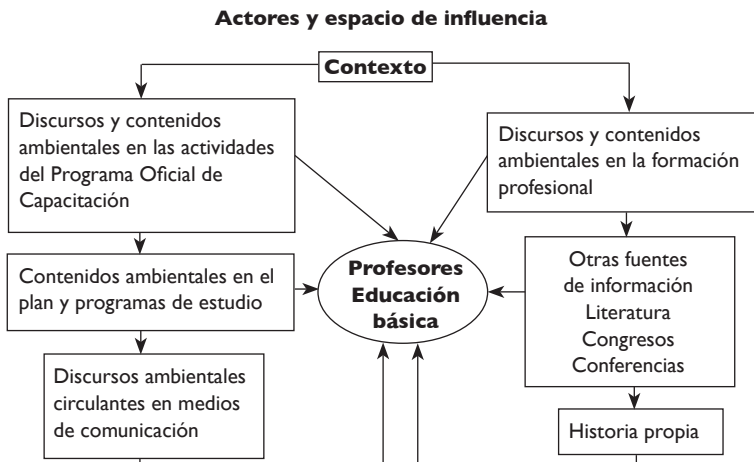 Actores y espacio de influencia
Contexto
Discursos y contenidos
ambientales en las actividades
del Programa Oficial de
Capacitación
Discursos y contenidos
ambientales en la formación
profesional
Contenidos ambientales en el
plan y programas de estudio
Profesores
Educación
básica
Otras fuentes
de información
Literatura
Congresos
Conferencias
Discursos ambientales
circulantes en medios
de comunicación
Historia propia